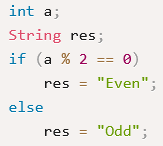 int a;
String res;
if (a % 2 == 0)
    res = "Even";
else
    res = "Odd";